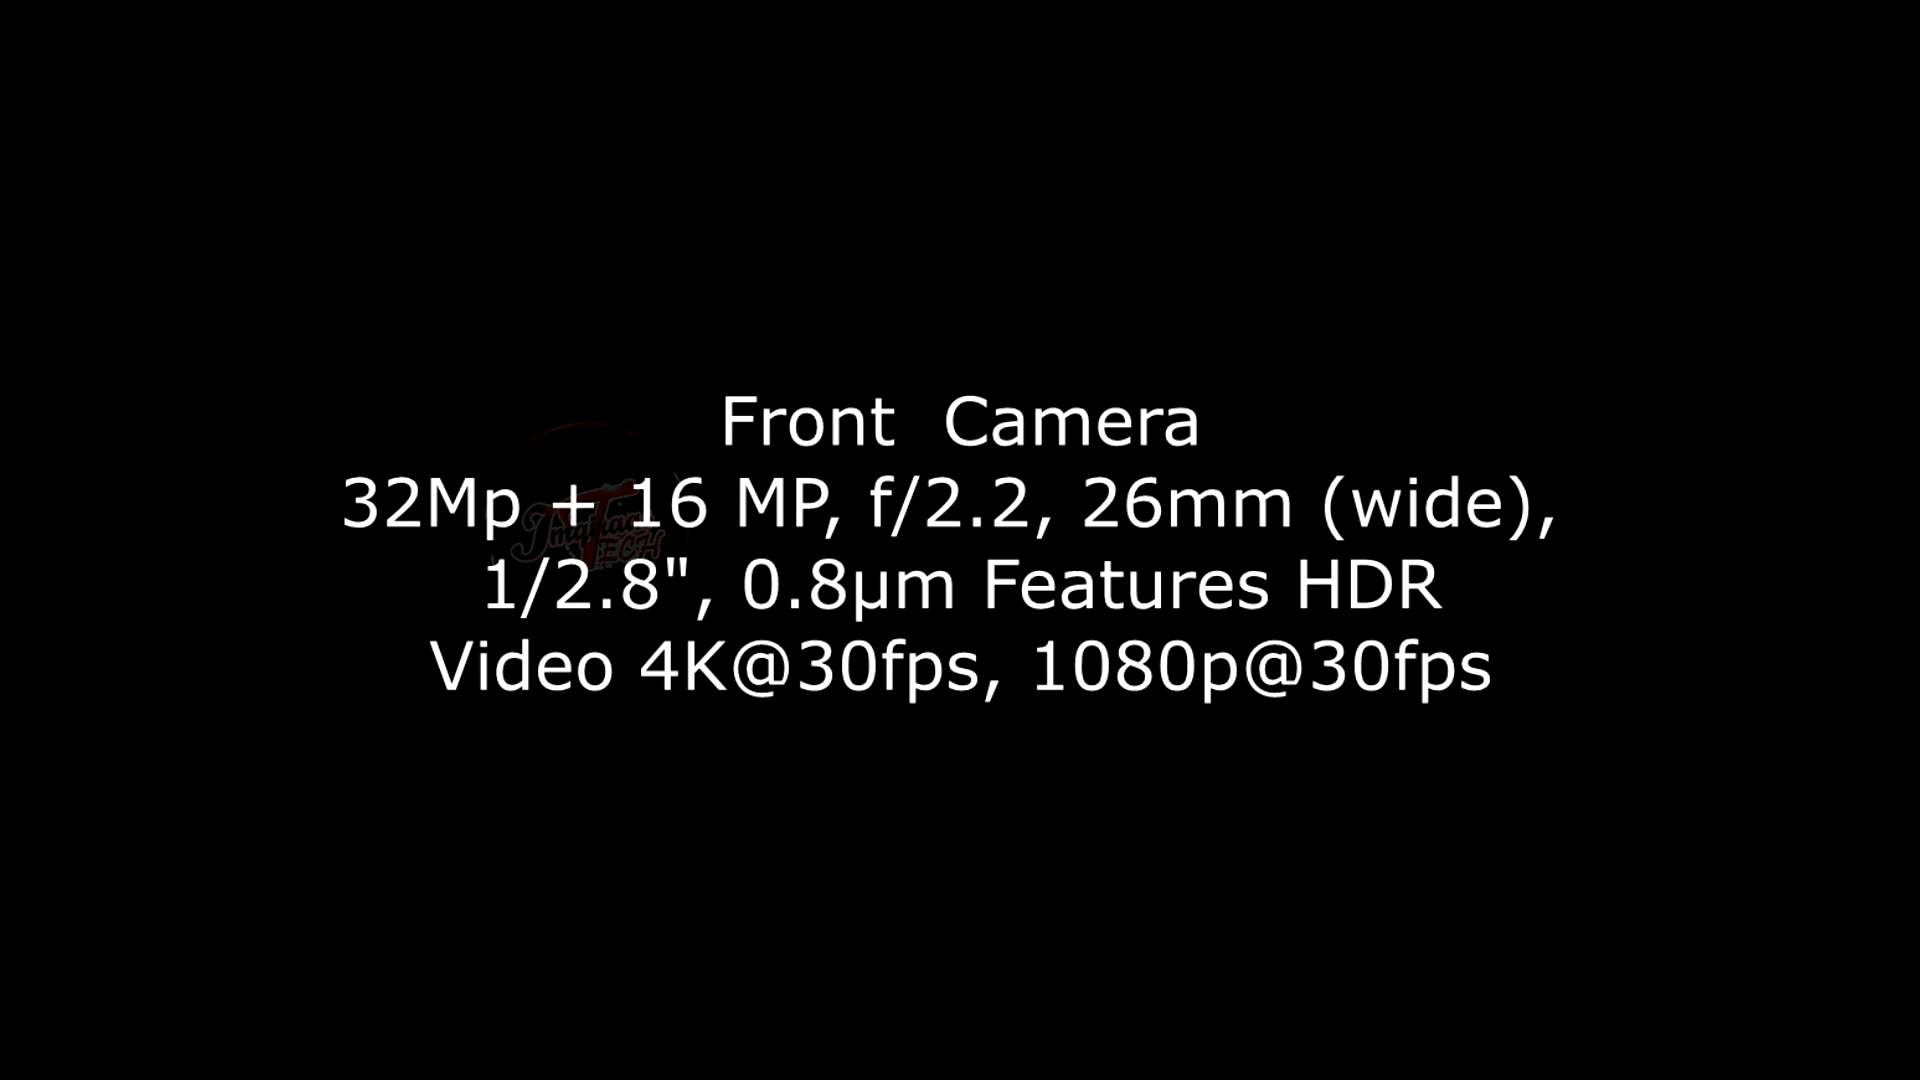 Front  Camera
32Mp + 16 MP, f/2.2, 26mm (wide),
1/2.8", 0.8µm Features HDR
Video 4K@30fps, 1080p@30fps
TECH